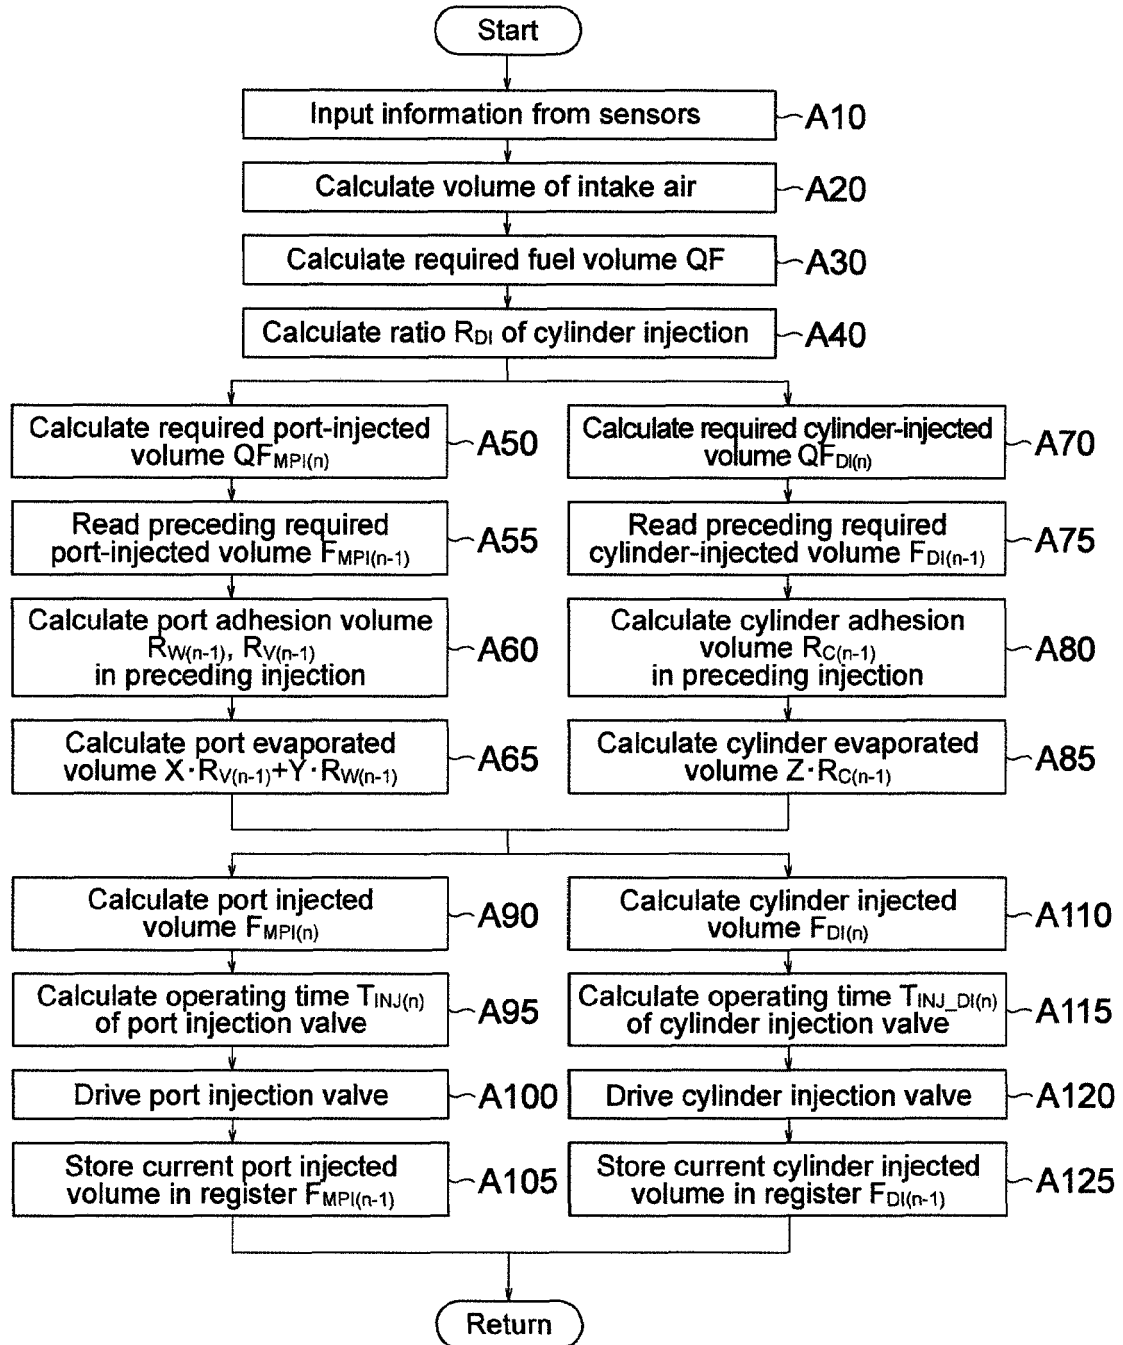 Start
Input information from sensors
A10
Calculate volume of intake air
A20
Calculate required fuel volume QF
A30
Calculate ratio RDI of cylinder injection
A40
Calculate required port-injected
volume QFMPI(n)
A50
Read preceding required
port-injected volume FMPI(n-1)
A55
Calculate port adhesion volume
RW(n-1), RV(n-1)
in preceding injection
A60
Calculate port evaporated
volume X·RV(n-1)+Y·RW(n-1)
A65
Calculate required cylinder-injected
volume QFDI(n)
A70
Read preceding required
cylinder-injected volume FDI(n-1)
A75
Calculate cylinder adhesion
volume RC(n-1)
in preceding injection
A80
Calculate cylinder evaporated
volume Z·RC(n-1)
A85
Calculate port injected
volume FMPI(n)
A90
Calculate operating time TINJ(n)
of port injection valve
A95
Drive port injection valve
A100
Store current port injected
volume in register FMPI(n-1)
A105
Calculate cylinder injected
volume FDI(n)
A110
Calculate operating time TINJ_DI(n)
of cylinder injection valve
A115
Drive cylinder injection valve
A120
Store current cylinder injected
volume in register FDI(n-1)
A125
Return